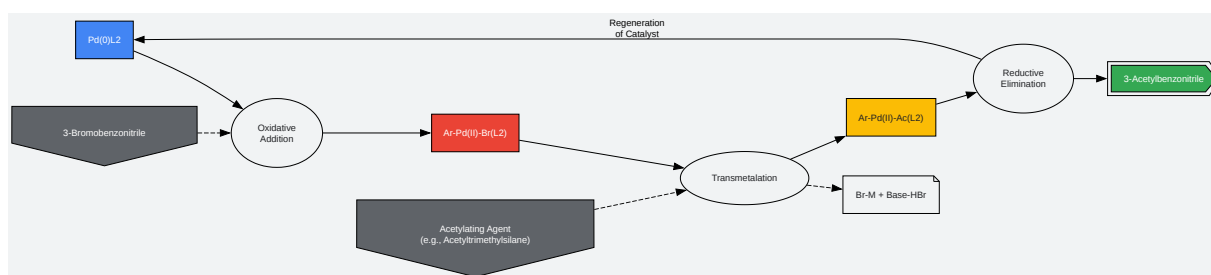 Regeneration
of Catalyst
Pd(0)L2
Reductive
Elimination
3-Acetylbenzonitrile
3-Bromobenzonitrile
Oxidative
Addition
Ar-Pd(II)-Br(L2)
Ar-Pd(II)-Ac(L2)
Transmetalation
Br-M + Base-HBr
Acetylating Agent
(e.g., Acetyltrimethylsilane)